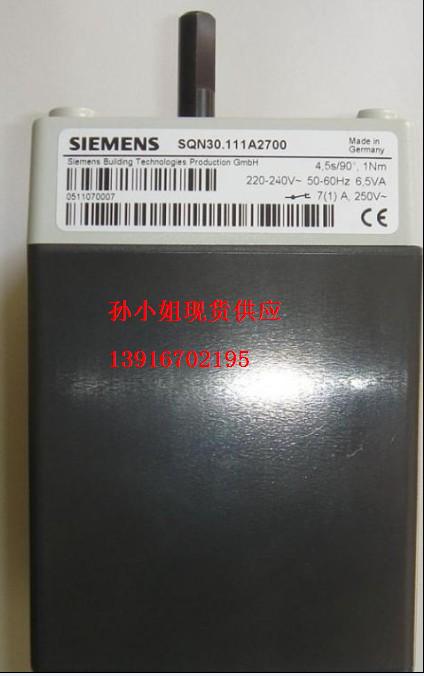 SIEMENS SQN30.111A2700 Made in
Germany
Siemens Building Technologies Production GmbH 4,5s/90°, 1Nm
220-240V~ 50-60Hz 6,5VA
0511070007 7(1) A, 250V~
CE
孙小姐现货供应
13916702195